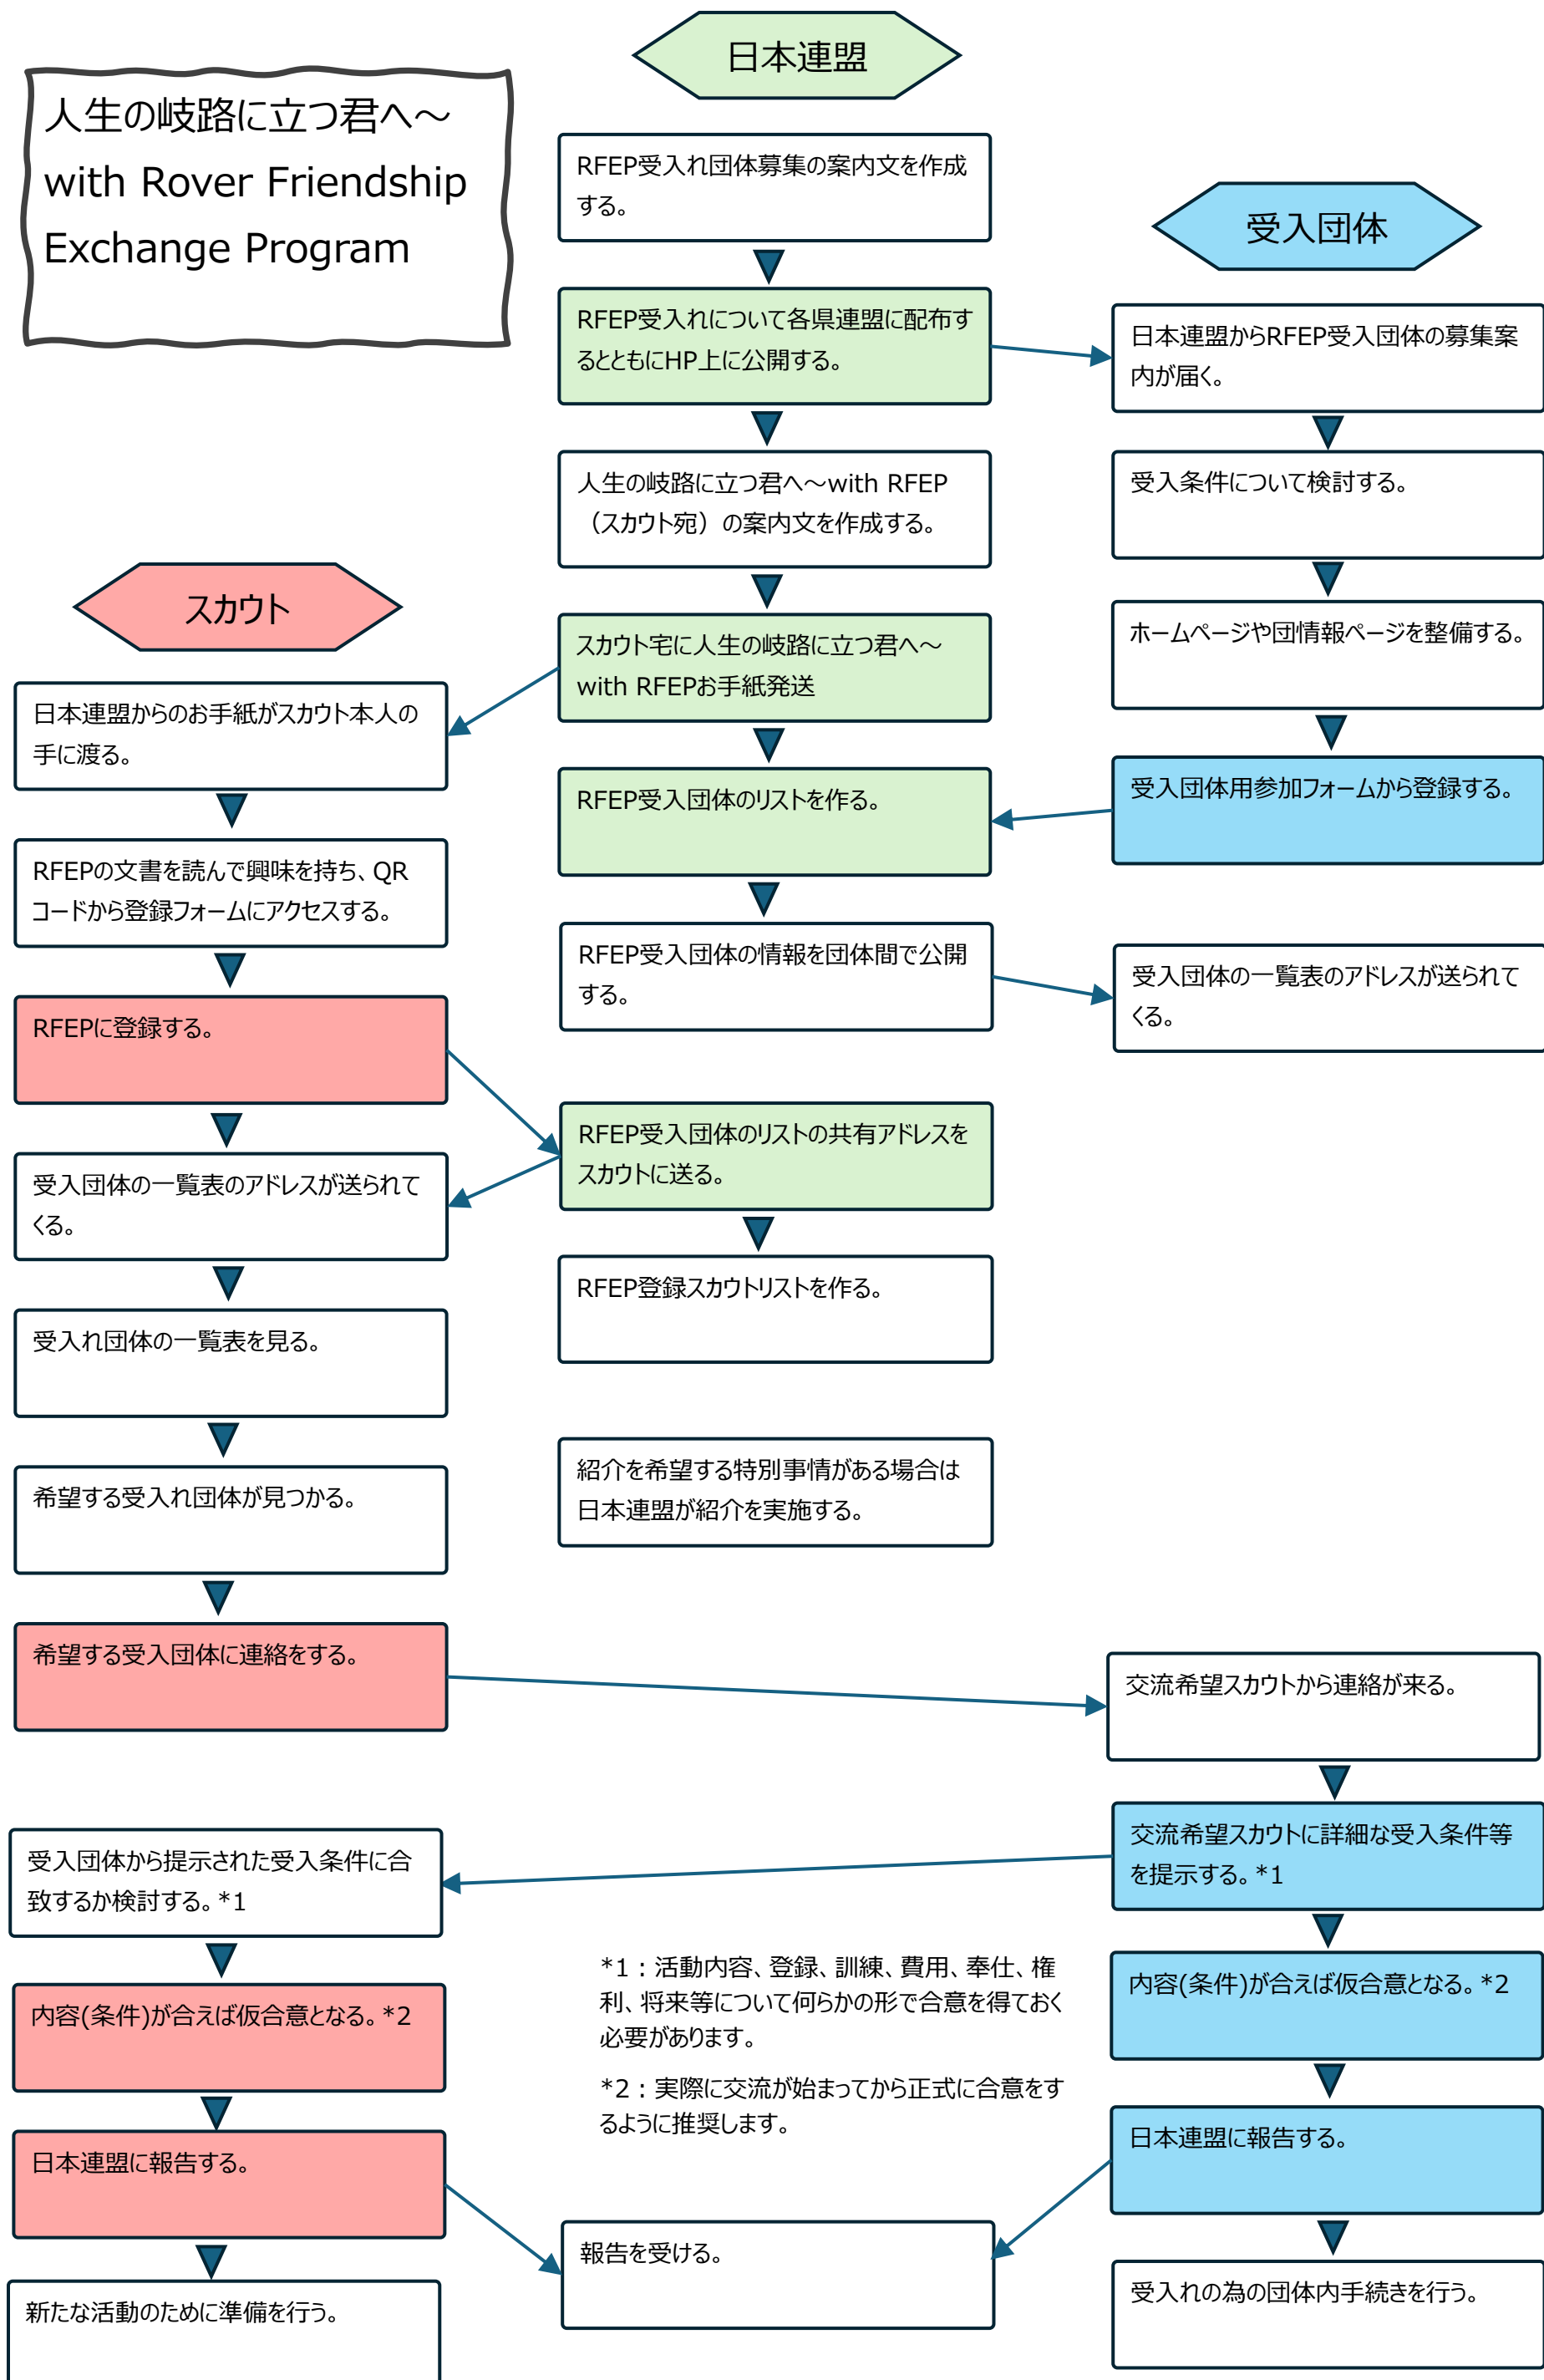 人生の岐路に立つ君へ～
with Rover Friendship
Exchange Program
日本連盟
RFEP受入れ団体募集の案内文を作成
する。
RFEP受入れについて各県連盟に配布す
るとともにHP上に公開する。
人生の岐路に立つ君へ～with RFEP
（スカウト宛）の案内文を作成する。
スカウト宅に人生の岐路に立つ君へ～
with RFEPお手紙発送
RFEP受入団体のリストを作る。
RFEP受入団体の情報を団体間で公開
する。
RFEP受入団体のリストの共有アドレスを
スカウトに送る。
RFEP登録スカウトリストを作る。
紹介を希望する特別事情がある場合は
日本連盟が紹介を実施する。
受入団体
日本連盟からRFEP受入団体の募集案
内が届く。
受入条件について検討する。
ホームページや団情報ページを整備する。
受入団体用参加フォームから登録する。
受入団体の一覧表のアドレスが送られて
くる。
スカウト
日本連盟からのお手紙がスカウト本人の
手に渡る。
RFEPの文書を読んで興味を持ち、QR
コードから登録フォームにアクセスする。
RFEPに登録する。
受入団体の一覧表のアドレスが送られて
くる。
受入れ団体の一覧表を見る。
希望する受入れ団体が見つかる。
希望する受入団体に連絡をする。
交流希望スカウトから連絡が来る。
交流希望スカウトに詳細な受入条件等
を提示する。*1
内容(条件)が合えば仮合意となる。*2
日本連盟に報告する。
受入れの為の団体内手続きを行う。
受入団体から提示された受入条件に合
致するか検討する。*1
内容(条件)が合えば仮合意となる。*2
日本連盟に報告する。
新たな活動のために準備を行う。
*1：活動内容、登録、訓練、費用、奉仕、権
利、将来等について何らかの形で合意を得ておく
必要があります。
*2：実際に交流が始まってから正式に合意をす
るように推奨します。
報告を受ける。